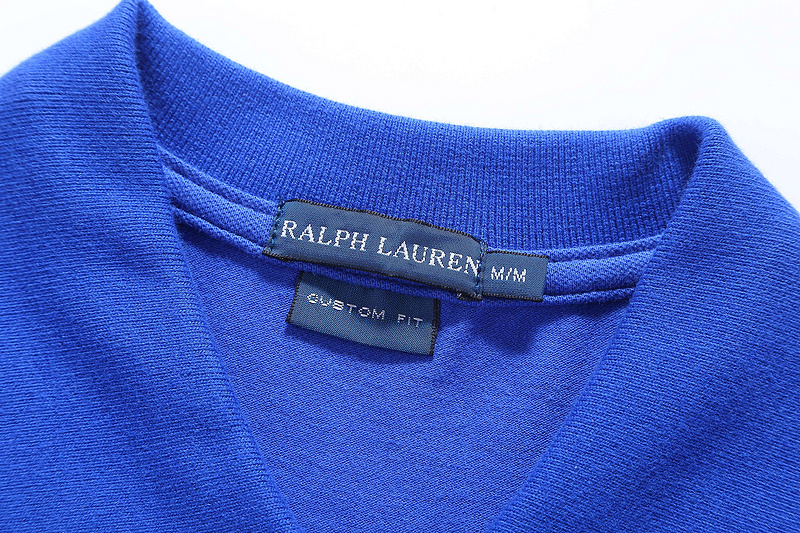 RALPH LAUREN
M/M
CUSTOM FIT